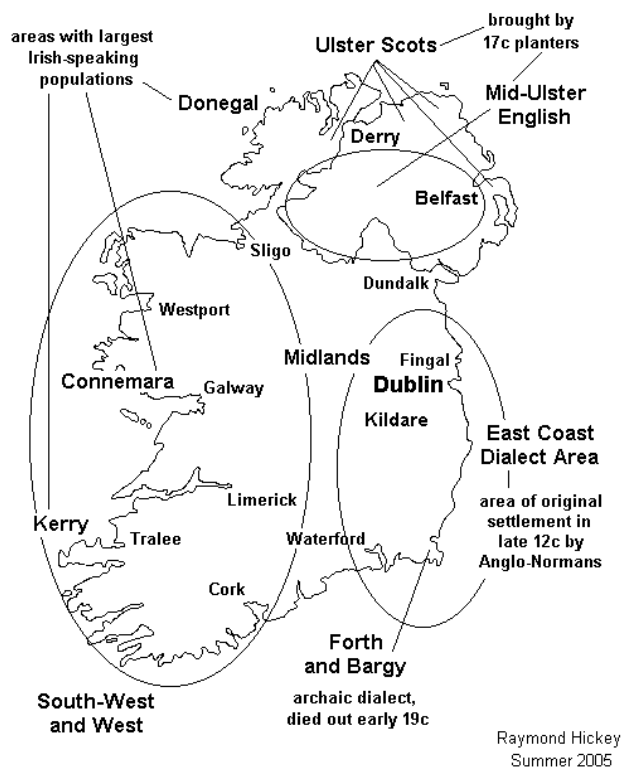 areas with largest
Irish-speaking
populations
brought by
17c planters
Ulster Scots
Donegal
Mid-Ulster
English
Derry
Belfast
Sligo
Dundalk
Westport
Midlands
Fingal
Connemara
Dublin
Galway
Kildare
East Coast
Dialect Area
Limerick
area of original
settlement in
late 12c by
Anglo-Normans
Kerry
Tralee
Waterford
Cork
Forth
and Bargy
archaic dialect,
died out early 19c
South-West
and West
Raymond Hickey
Summer 2005